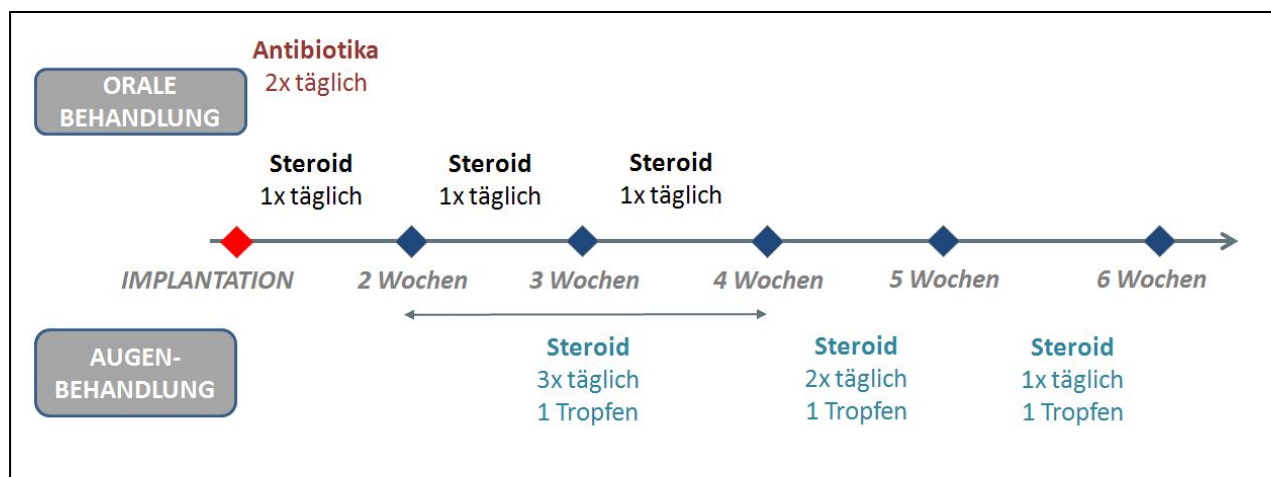 Antibiotika
2x täglich
ORALE
BEHANDLUNG
Steroid
1x täglich
Steroid
1x täglich
Steroid
1x täglich
IMPLANTATION
2 Wochen
3 Wochen
4 Wochen
5 Wochen
6 Wochen
AUGEN-
BEHANDLUNG
Steroid
3x täglich
1 Tropfen
Steroid
2x täglich
1 Tropfen
Steroid
1x täglich
1 Tropfen